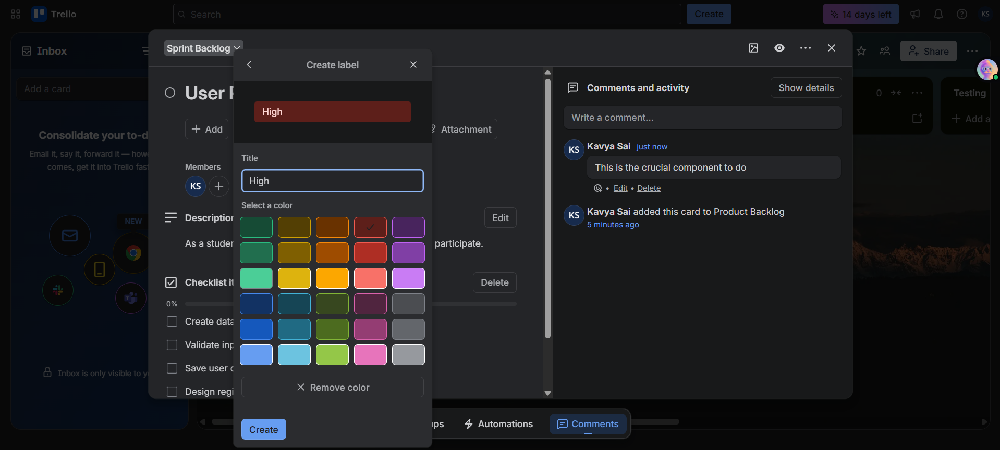 Trello
Search
Create
14 days left
KS
Inbox
Sprint Backlog
Share
Add a card
Create label
User
High
Comments and activity
Show details
0
Testing
Add
Attachment
Write a comment...
Add a
Consolidate your to-d
Email it, say it, forward it — how
comes, get it into Trello fast
Title
Members
KS
High
KS
Kavya Sai just now
This is the crucial component to do
Edit • Delete
Select a color
Description
Edit
KS
Kavya Sai added this card to Product Backlog
5 minutes ago
NEW
As a studen
participate.
Checklist it
Delete
0%
Create data
Validate inp
Save user
Inbox is only visible to y
Design regi
Remove color
Create
ups
Automations
Comments